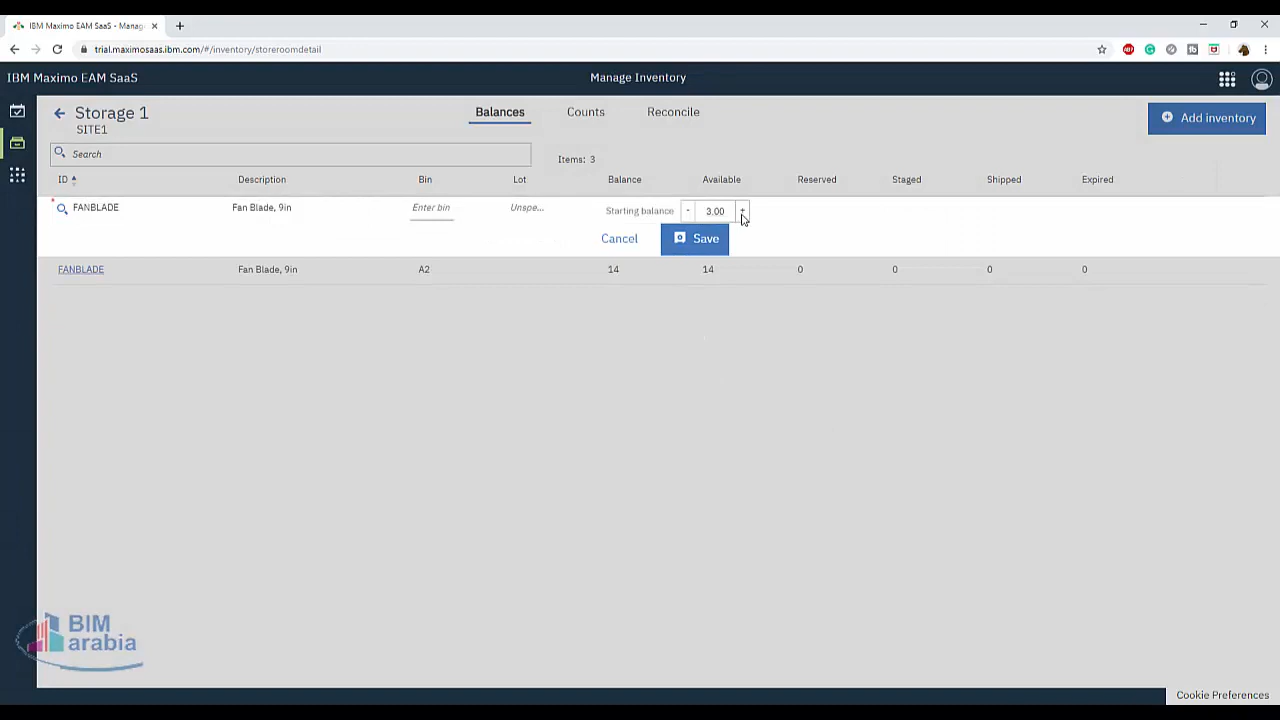 IBM Maximo EAM SaaS - Manag
trial.maximosaas.ibm.com/#/inventory/storeroomdetail
ABP
IBM Maximo EAM SaaS
Manage Inventory
Storage 1
SITE1
Balances
Counts
Reconcile
Add inventory
Search
Items: 3
ID
Description
Bin
Lot
Balance
Available
Reserved
Staged
Shipped
Expired
* FANBLADE
Fan Blade, 9in
Enter bin
Unspe...
Starting balance
- 3.00 +
Cancel
Save
FANBLADE
Fan Blade, 9in
A2
14
14
0
0
0
0
BIM
arabia
Cookie Preferences